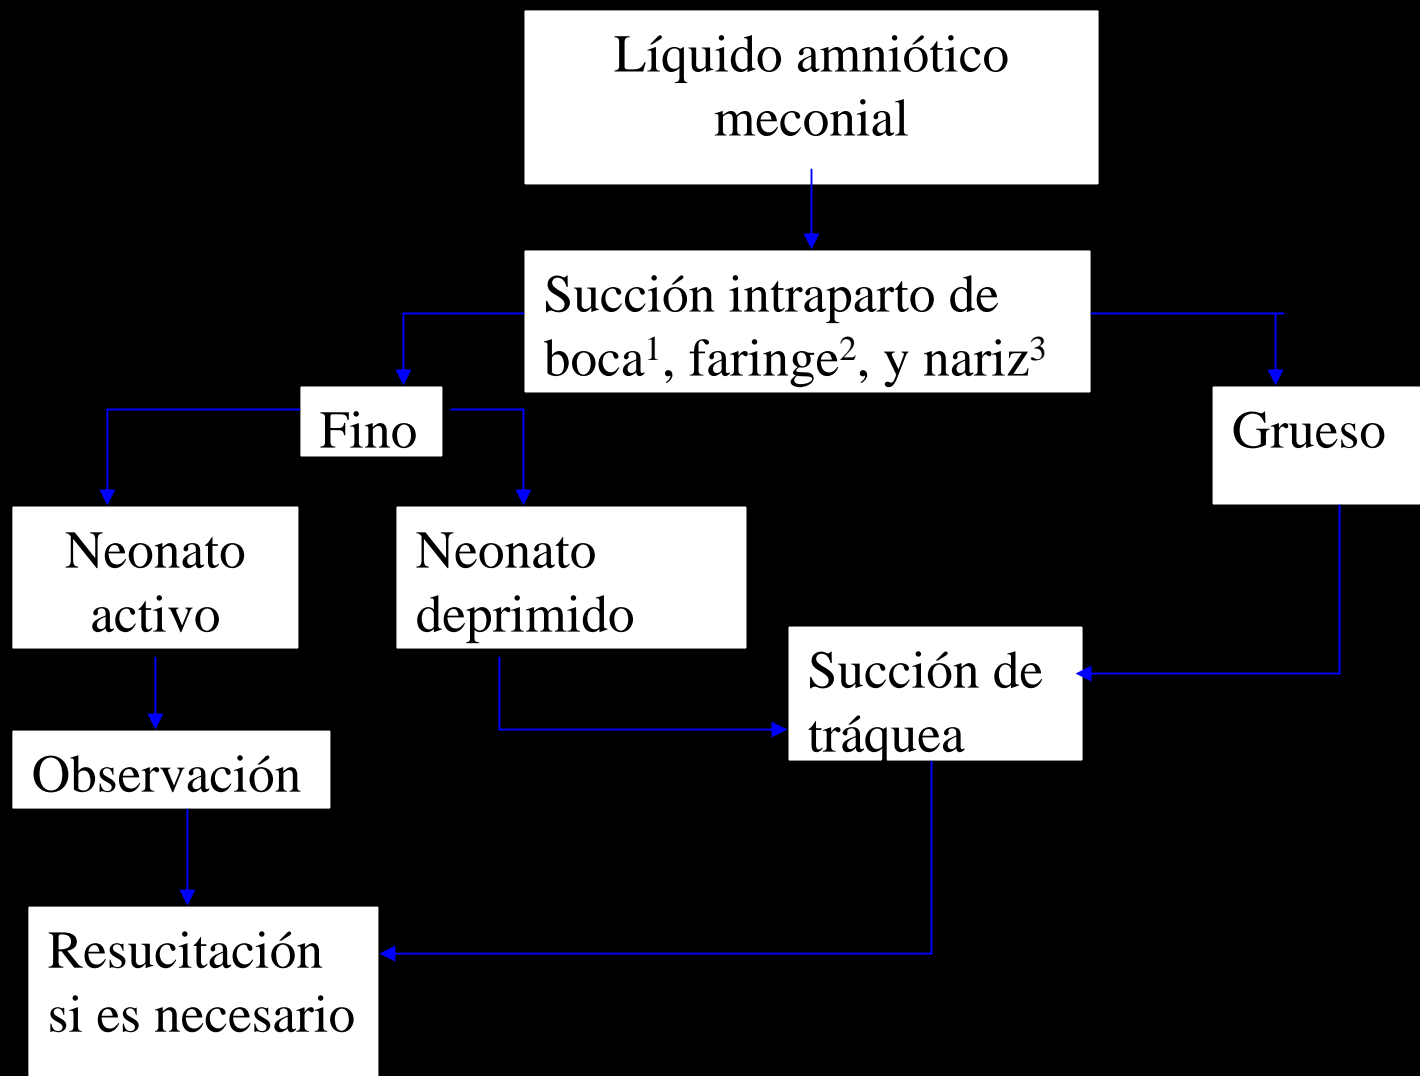 Líquido amniótico
meconial
Succión intraparto de
boca¹, faringe², y nariz³
Fino
Grueso
Neonato
activo
Neonato
deprimido
Succión de
tráquea
Observación
Resucitación
si es necesario